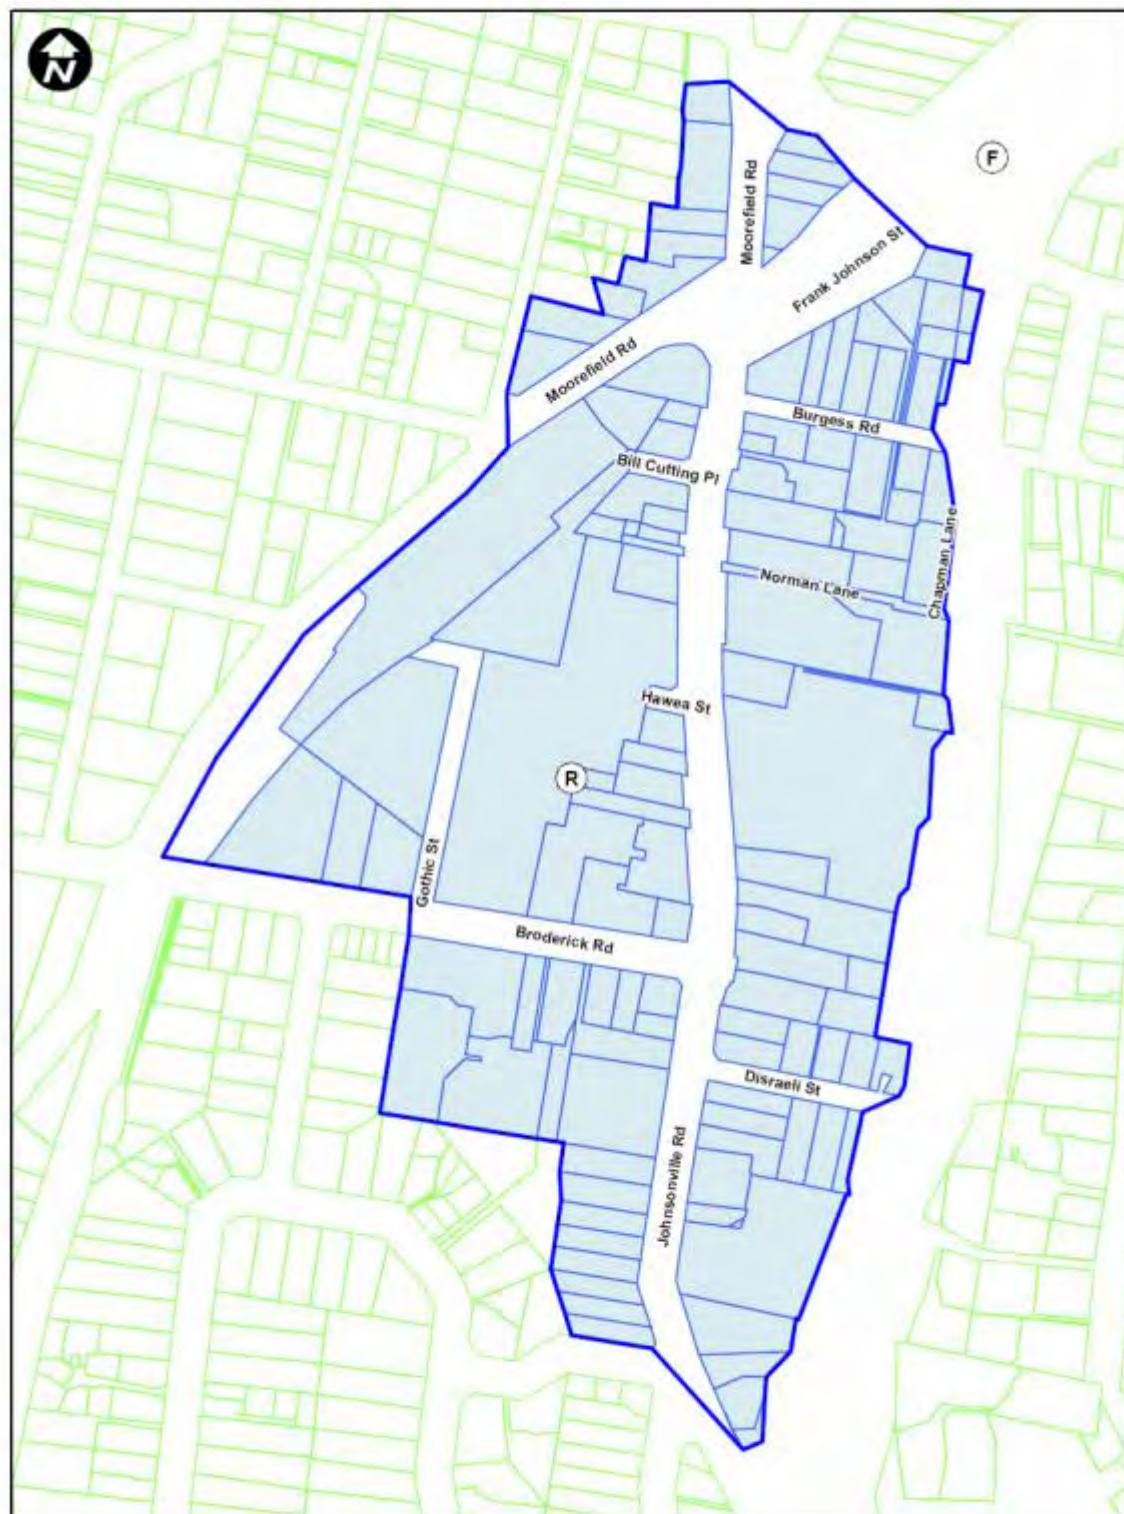 N
F
Moorefield Rd
Frank Johnson St
Moorefield Rd
Burgess Rd
Bill Cutting Pl
Chapman Lane
Norman Lane
Hawea St
R
Gothic St
Broderick Rd
Disraeli St
Johnsonville Rd